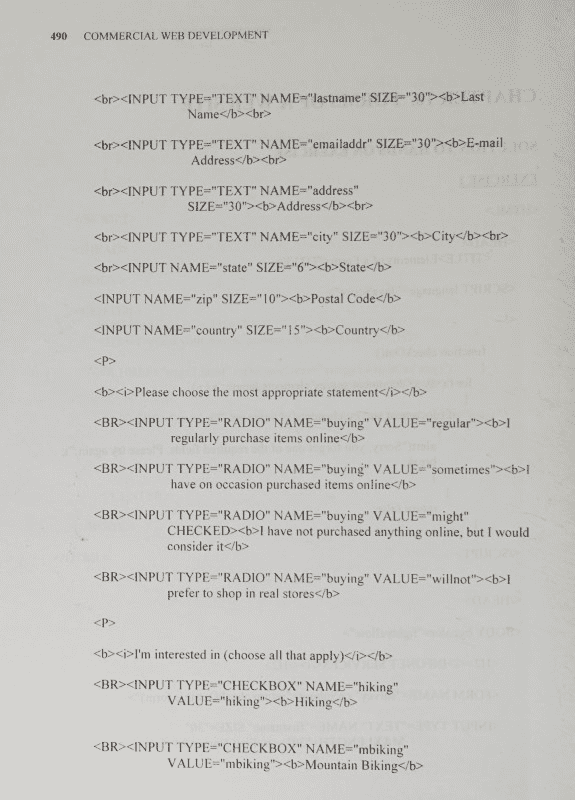 490 COMMERCIAL WEB DEVELOPMENT
<br><INPUT TYPE="TEXT" NAME="lastname" SIZE="30"><b>Last
Name</b><br>
<br><INPUT TYPE="TEXT" NAME="emailaddr" SIZE="30"><b>E-mail
Address</b><br>
<br><INPUT TYPE="TEXT" NAME="address"
SIZE="30"><b>Address</b><br>
<br><INPUT TYPE="TEXT" NAME="city" SIZE="30"><b>City</b><br>
<br><INPUT NAME="state" SIZE="6"><b>State</b>
<INPUT NAME="zip" SIZE="10"><b>Postal Code</b>
<INPUT NAME="country" SIZE="15"><b>Country</b>
<P>
<b><i>Please choose the most appropriate statement</i></b>
<BR><INPUT TYPE="RADIO" NAME="buying" VALUE="regular"><b>I
regularly purchase items online</b>
<BR><INPUT TYPE="RADIO" NAME="buying" VALUE="sometimes"><b>I
have on occasion purchased items online</b>
<BR><INPUT TYPE="RADIO" NAME="buying" VALUE="might"
CHECKED><b>I have not purchased anything online, but I would
consider it</b>
<BR><INPUT TYPE="RADIO" NAME="buying" VALUE="willnot"><b>I
prefer to shop in real stores</b>
<P>
<b><i>I'm interested in (choose all that apply)</i></b>
<BR><INPUT TYPE="CHECKBOX" NAME="hiking"
VALUE="hiking"><b>Hiking</b>
<BR><INPUT TYPE="CHECKBOX" NAME="mbiking"
VALUE="mbiking"><b>Mountain Biking</b>